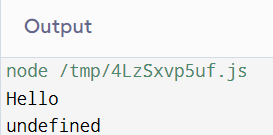 Output
node /tmp/4LzSxvp5uf.js
Hello
undefined